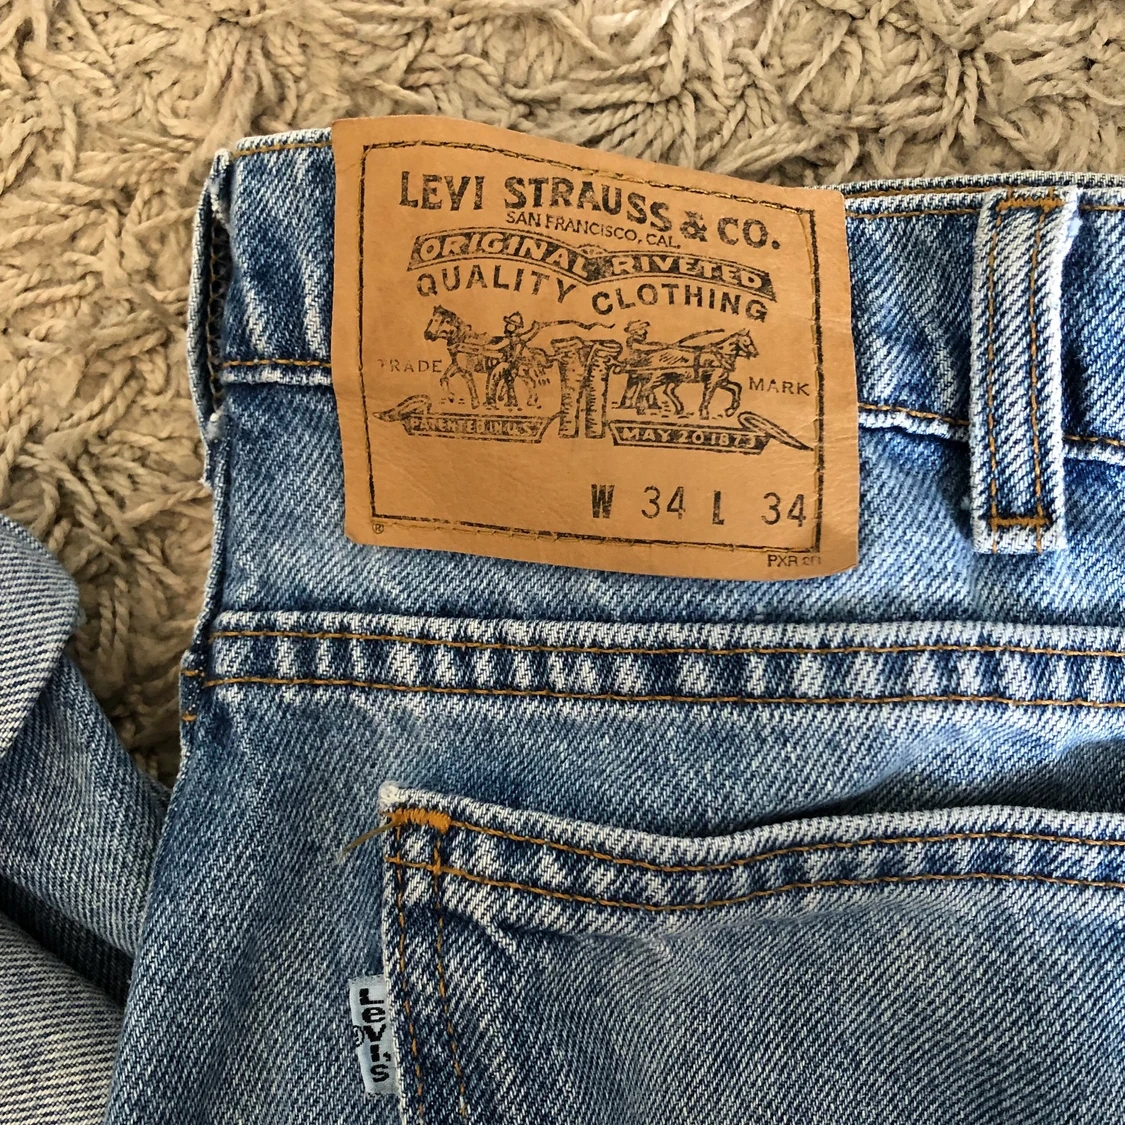 LEVI STRAUSS & CO.
SAN FRANCISCO, CAL.
ORIGINAL RIVETED
QUALITY CLOTHING
TRADE MARK
PATENTED IN U.S. MAY 20 1873
W 34 L 34
®
LEVI'S